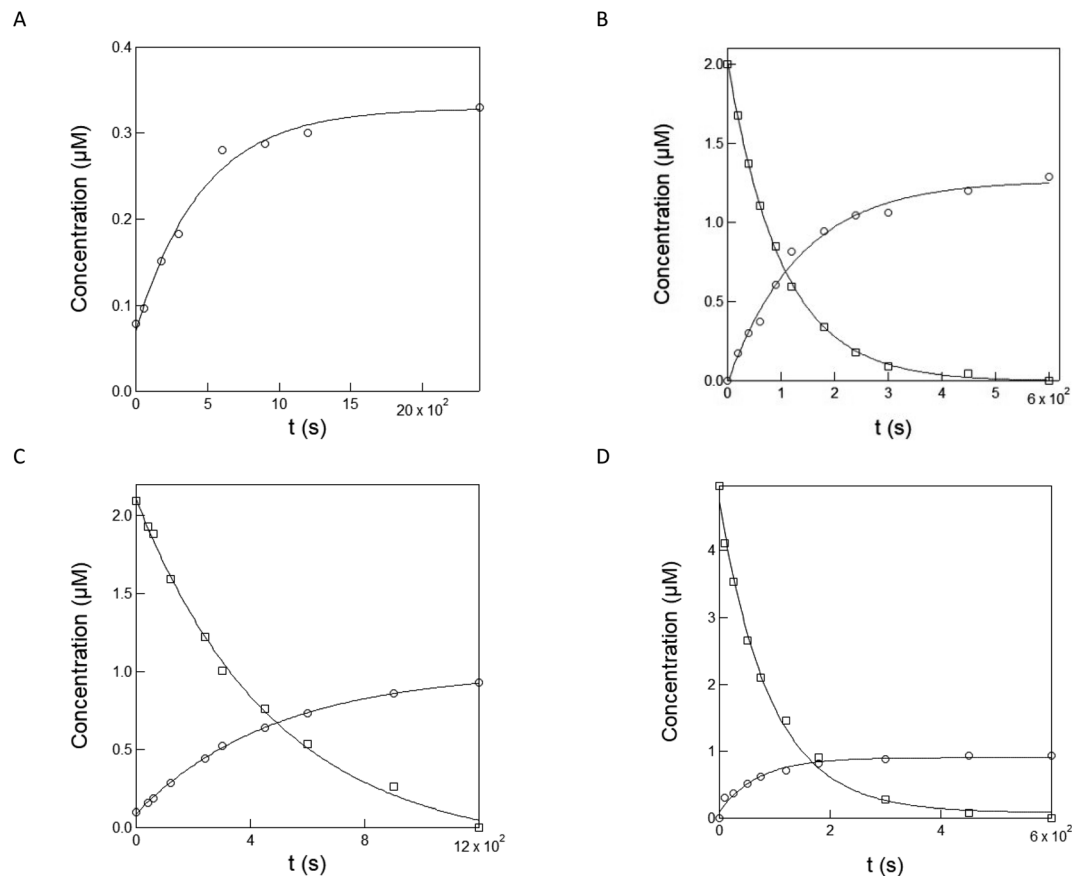 A
Concentration (µM)
0.4
0.3
0.2
0.1
0.0
0
5
10
15
20 x 10²
t (s)
B
Concentration (µM)
2.0
1.5
1.0
0.5
0.0
0
1
2
3
4
5
6 x 10²
t (s)
C
Concentration (µM)
2.0
1.5
1.0
0.5
0.0
0
4
8
12 x 10²
t (s)
D
Concentration (µM)
4
3
2
1
0
0
2
4
6 x 10²
t (s)